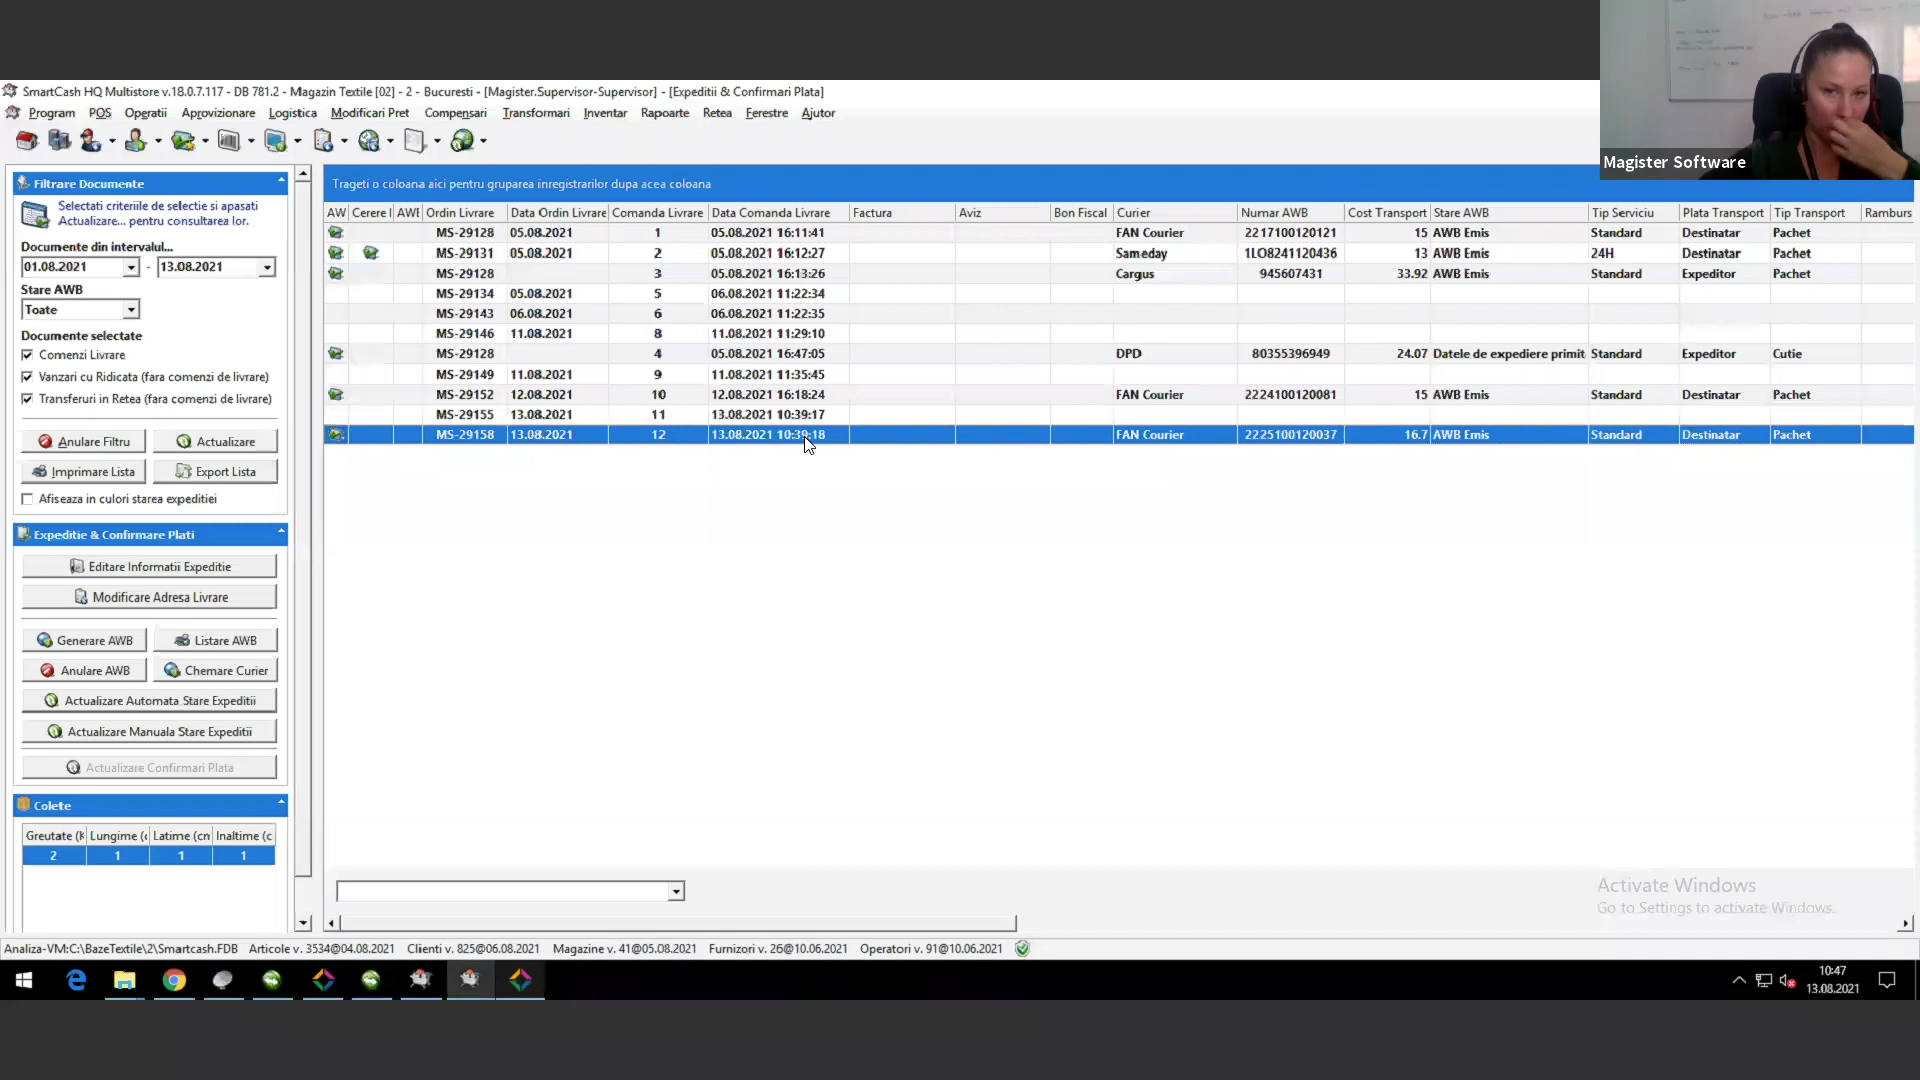 SmartCash HQ Multistore v.18.0.7.117 - DB 781.2 - Magazin Textile [02] - 2 - Bucuresti - [Magister.Supervisor-Supervisor] - [Expeditii & Confirmari Plata]
Program POS Operatii Aprovizionare Logistica Modificari Pret Compensari Transformari Inventar Rapoarte Retea Ferestre Ajutor
Magister Software
Filtrare Documente
Selectati criteriile de selectie si apasati
Actualizare... pentru consultarea lor.
Documente din intervalul...
01.08.2021 - 13.08.2021
Stare AWB
Toate
Documente selectate
Comenzi Livrare
Vanzari cu Ridicata (fara comenzi de livrare)
Transferuri in Retea (fara comenzi de livrare)
Anulare Filtru Actualizare
Imprimare Lista Export Lista
Afiseaza in culori starea expeditiei
Expeditie & Confirmare Plati
Editare Informatii Expeditie
Modificare Adresa Livrare
Generare AWB Listare AWB
Anulare AWB Chemare Curier
Actualizare Automata Stare Expeditii
Actualizare Manuala Stare Expeditii
Actualizare Confirmari Plata
Colete
Greutate (K Lungime (c Latime (cm Inaltime (c
2 1 1 1
Trageti o coloana aici pentru gruparea inregistrarilor dupa acea coloana
AW Cerere I AWE Ordin Livrare Data Ordin Livrare Comanda Livrare Data Comanda Livrare Factura Aviz Bon Fiscal Curier Numar AWB Cost Transport Stare AWB Tip Serviciu Plata Transport Tip Transport Ramburs
MS-29128 05.08.2021 1 05.08.2021 16:11:41 FAN Courier 2217100120121 15 AWB Emis Standard Destinatar Pachet
MS-29131 05.08.2021 2 05.08.2021 16:12:27 Sameday 1LO8241120436 13 AWB Emis 24H Destinatar Pachet
MS-29128 3 05.08.2021 16:13:26 Cargus 945607431 33.92 AWB Emis Standard Expeditor Pachet
MS-29134 05.08.2021 5 06.08.2021 11:22:34
MS-29143 06.08.2021 6 06.08.2021 11:22:35
MS-29146 11.08.2021 8 11.08.2021 11:29:10
MS-29128 4 05.08.2021 16:47:05 DPD 80355396949 24.07 Datele de expediere primit Standard Expeditor Cutie
MS-29149 11.08.2021 9 11.08.2021 11:35:45
MS-29152 12.08.2021 10 12.08.2021 16:18:24 FAN Courier 2224100120081 15 AWB Emis Standard Destinatar Pachet
MS-29155 13.08.2021 11 13.08.2021 10:39:17
MS-29158 13.08.2021 12 13.08.2021 10:39:18 FAN Courier 2225100120037 16.7 AWB Emis Standard Destinatar Pachet
Activate Windows
Go to Settings to activate Windows.
Analiza-VM:C:\BazeTextile\2\Smartcash.FDB Articole v. 3534@04.08.2021 Clienti v. 825@06.08.2021 Magazine v. 41@05.08.2021 Furnizori v. 26@10.06.2021 Operatori v. 91@10.06.2021
10:47
13.08.2021